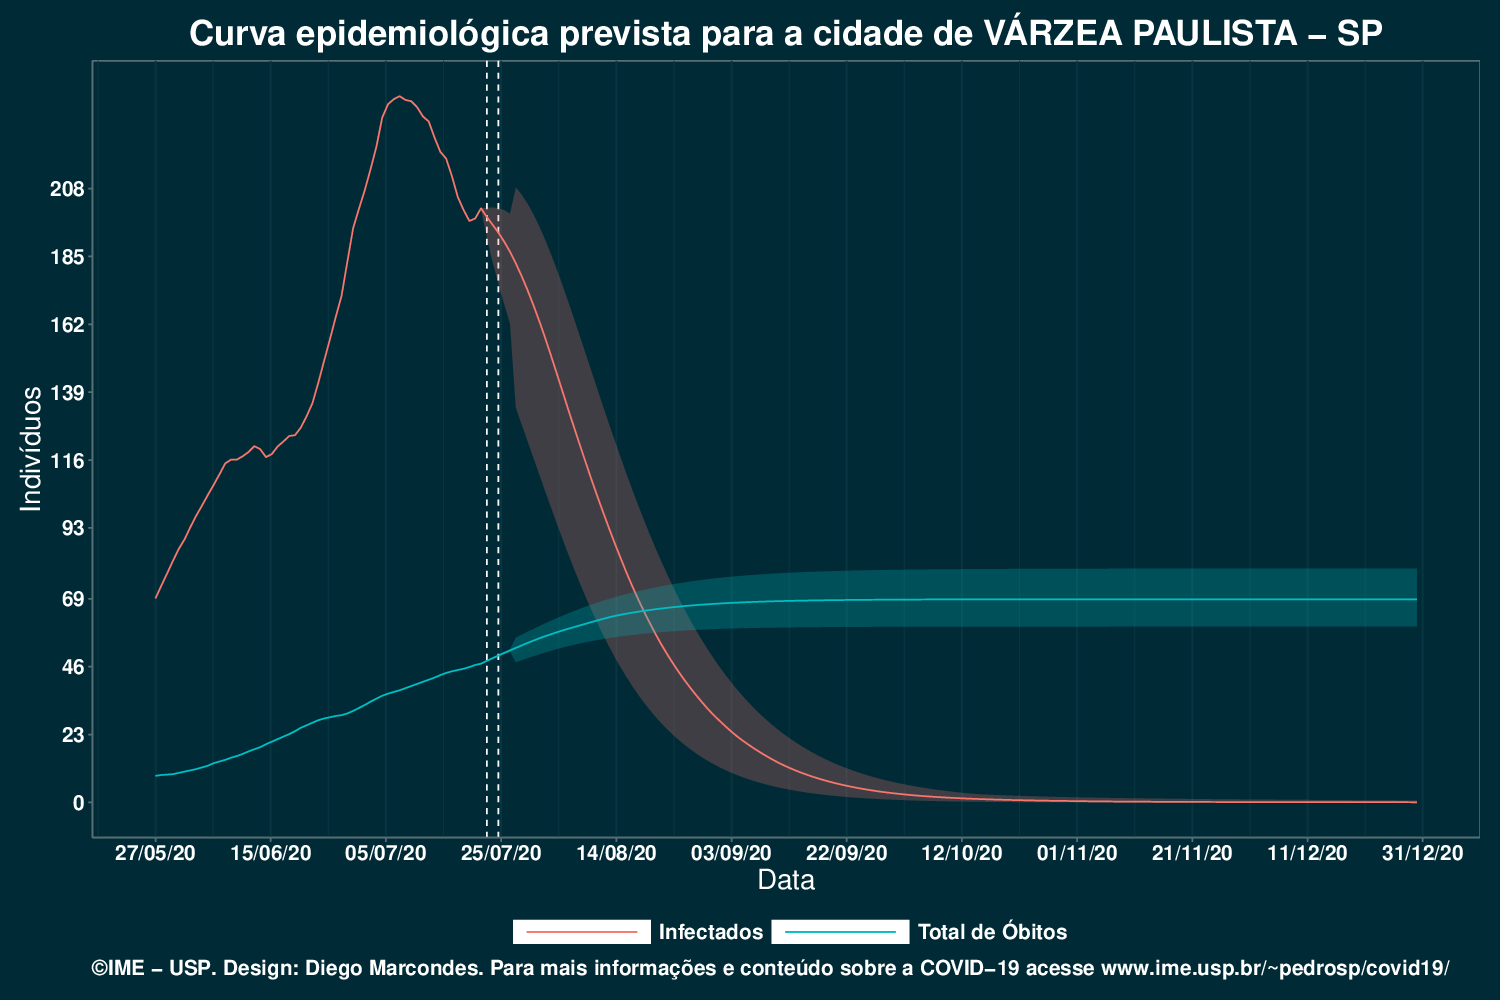 Curva epidemiológica prevista para a cidade de VÁRZEA PAULISTA – SP
Indivíduos
208
185
162
139
116
93
69
46
23
0
27/05/20 15/06/20 05/07/20 25/07/20 14/08/20 03/09/20 22/09/20 12/10/20 01/11/20 21/11/20 11/12/20 31/12/20
Data
Infectados Total de Óbitos
©IME – USP. Design: Diego Marcondes. Para mais informações e conteúdo sobre a COVID–19 acesse www.ime.usp.br/~pedrosp/covid19/